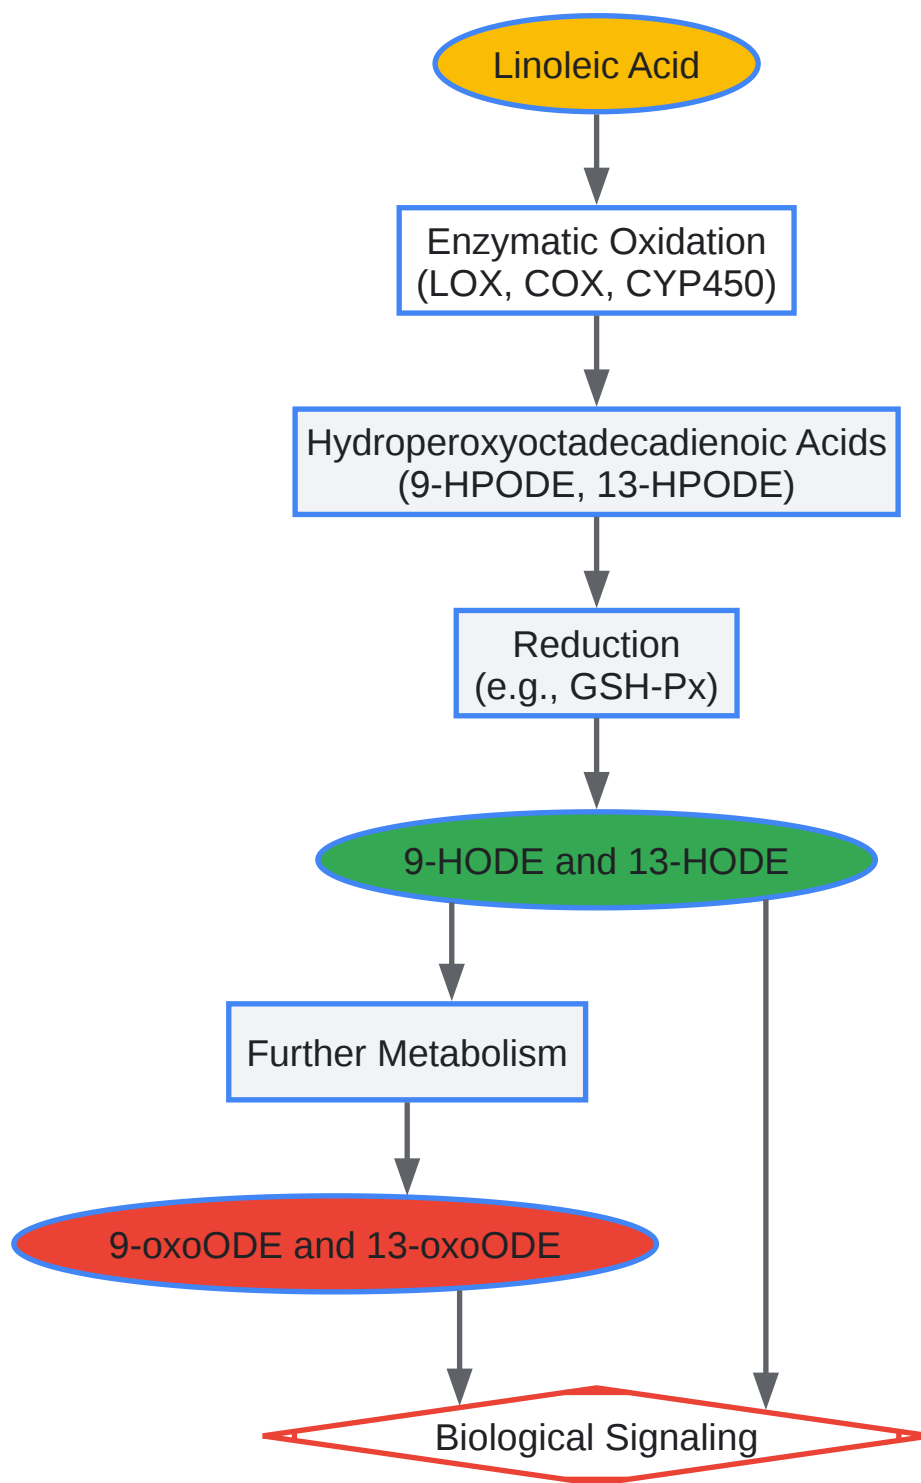 Linoleic Acid
Enzymatic Oxidation
(LOX, COX, CYP450)
Hydroperoxyoctadecadienoic Acids
(9-HPODE, 13-HPODE)
Reduction
(e.g., GSH-Px)
9-HODE and 13-HODE
Further Metabolism
9-oxoODE and 13-oxoODE
Biological Signaling